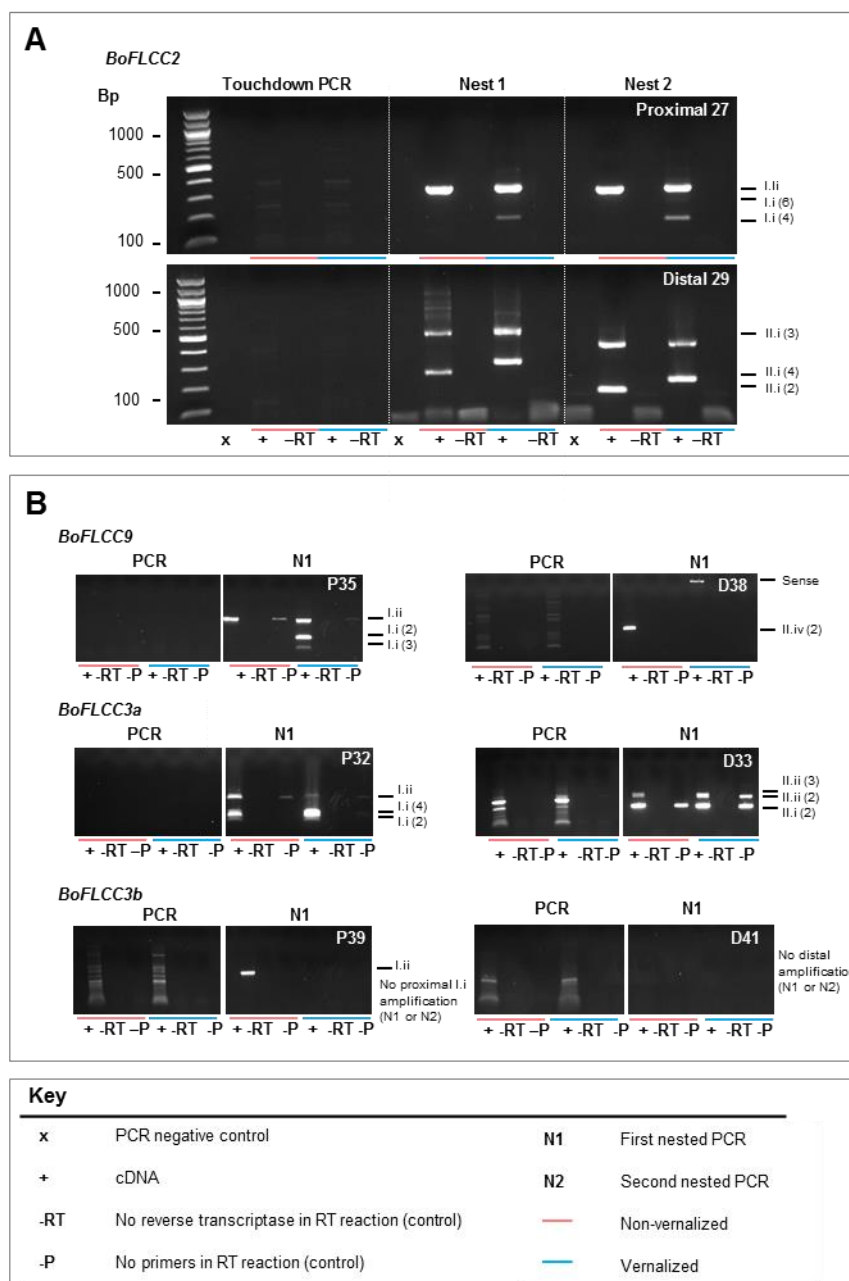 A
BoFLCC2
Touchdown PCR Nest 1 Nest 2
Bp
Proximal 27
1000
500
100
I.Ii
I.i (6)
I.i (4)
Distal 29
1000
500
100
II.i (3)
II.i (4)
II.i (2)
x + –RT + –RT x + –RT + –RT x + –RT + –RT
B
BoFLCC9
PCR N1
P35
I.ii
I.i (2)
I.i (3)
+ -RT -P + -RT -P + -RT -P + -RT -P
PCR N1
D38
Sense
II.iv (2)
+ -RT -P + -RT -P + -RT -P + -RT -P
BoFLCC3a
PCR N1
P32
I.ii
I.i (4)
I.i (2)
+ -RT –P + -RT -P + -RT -P + -RT -P
PCR N1
D33
II.ii (3)
II.ii (2)
II.i (2)
+ -RT-P + -RT-P + -RT -P + -RT -P
BoFLCC3b
PCR N1
P39
I.ii
No proximal I.i
amplification
(N1 or N2)
+ -RT –P + -RT -P + -RT -P + -RT -P
PCR N1
D41
No distal
amplification
(N1 or N2)
+ -RT –P + -RT -P + -RT -P + -RT -P
Key
x PCR negative control
+ cDNA
-RT No reverse transcriptase in RT reaction (control)
-P No primers in RT reaction (control)
N1 First nested PCR
N2 Second nested PCR
Non-vernalized
Vernalized